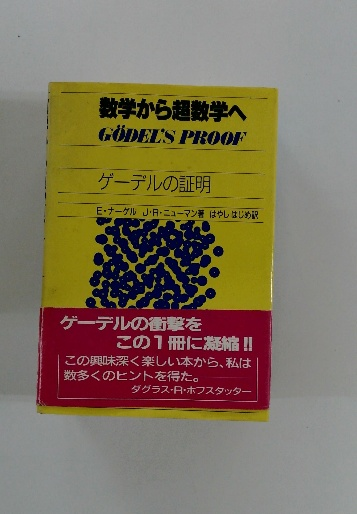 数学から超数学へ
GÖDEL'S PROOF
ゲーデルの証明
E・ナーゲル J・R・ニューマン著 はやしはじめ訳
ゲーデルの衝撃を
この1冊に凝縮!!
この興味深く楽しい本から、私は
数多くのヒントを得た。
ダグラス・R・ホフスタッター